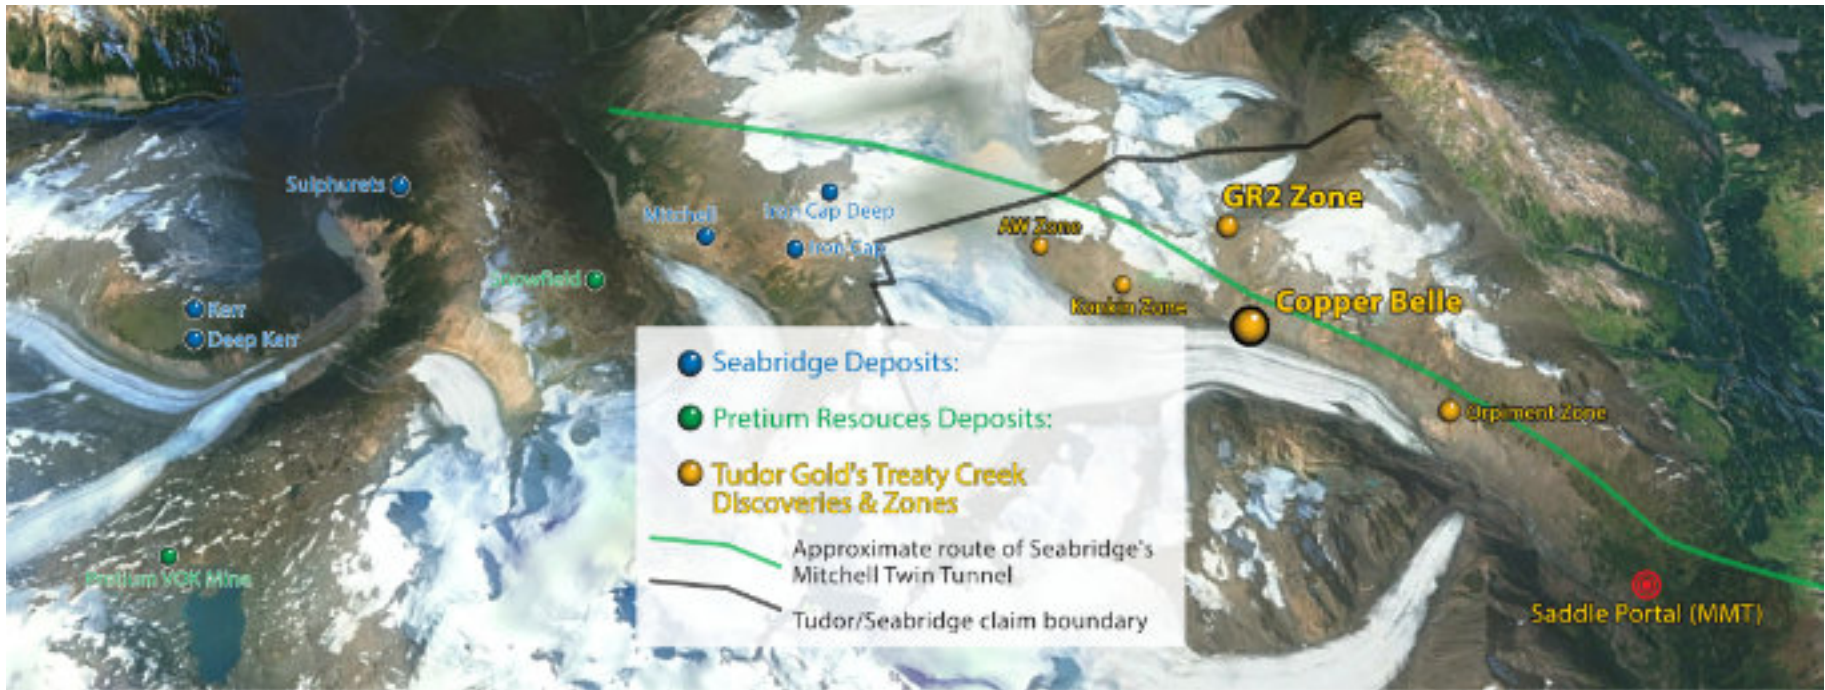 Sulphurets
Mitchell
Iron Cap Deep
Iron Cap
Snowfield
Kerr
Deep Kerr
Pretium VOK Mine
AW Zone
GR2 Zone
Konkin Zone
Copper Belle
Orpiment Zone
Saddle Portal (MMT)
Seabridge Deposits:
Pretium Resouces Deposits:
Tudor Gold's Treaty Creek
Discoveries & Zones
Approximate route of Seabridge's
Mitchell Twin Tunnel
Tudor/Seabridge claim boundary